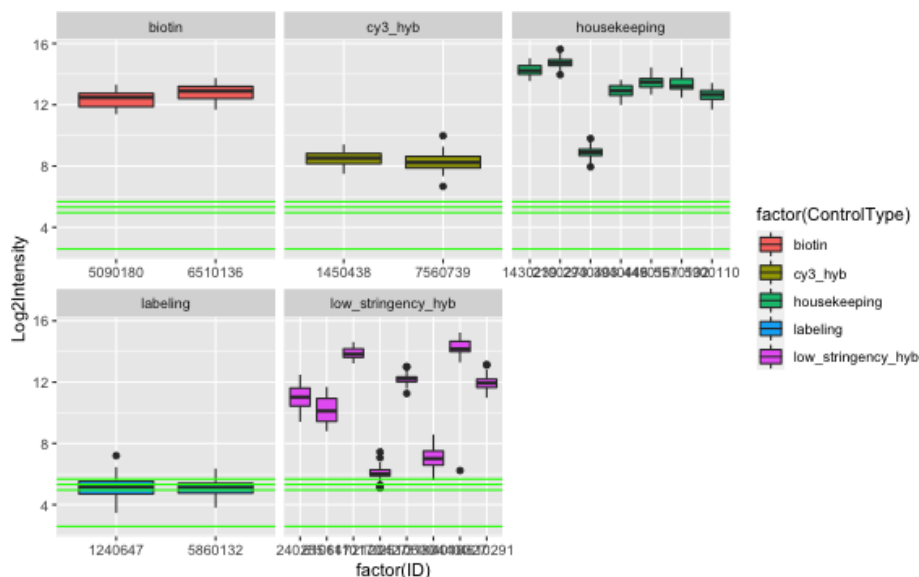 biotin
cy3_hyb
housekeeping
16
12
8
4
5090180
6510136
1450438
7560739
labeling
low_stringency_hyb
16
12
8
4
1240647
5860132
Log2Intensity
factor(ID)
factor(ControlType)
biotin
cy3_hyb
housekeeping
labeling
low_stringency_hyb